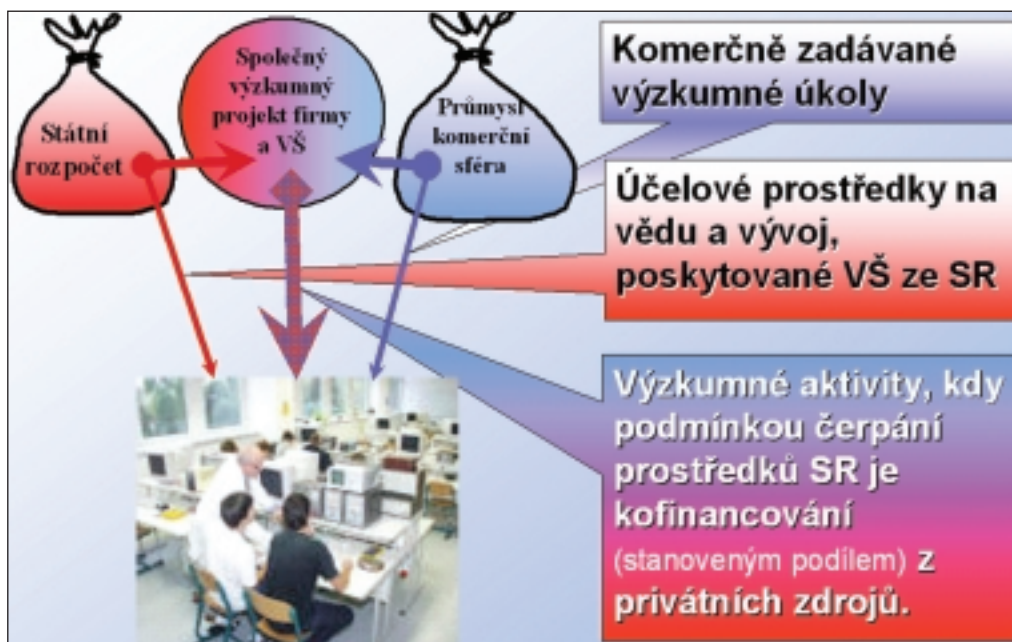 Společný
výzkumný
projekt firmy
a VŠ
Státní
rozpočet
Průmysl
komerční
sféra
Komerčně zadávané
výzkumné úkoly
Účelové prostředky na
vědu a vývoj,
poskytované VŠ ze SR
Výzkumné aktivity, kdy
podmínkou čerpání
prostředků SR je
kofinancování
(stanoveným podílem) z
privátních zdrojů.